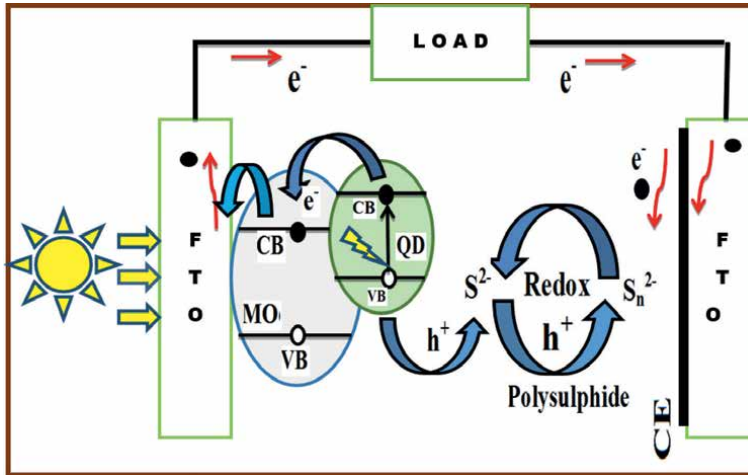 LOAD
e⁻
e⁻
F
T
O
CB
e⁻
MO
VB
CB
QD
VB
h⁺
S²⁻
Redox
Sₙ²⁻
h⁺
Polysulphide
e⁻
CE
F
T
O